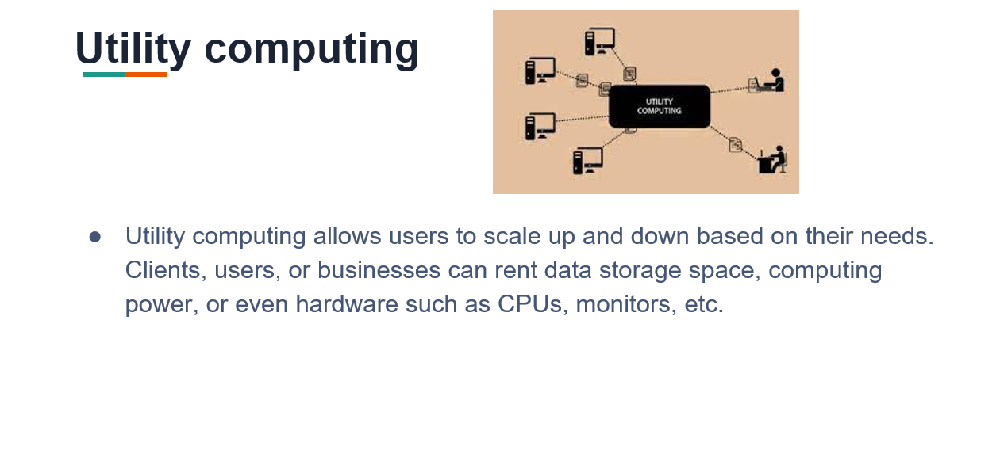 Utility computing
UTILITY
COMPUTING
● Utility computing allows users to scale up and down based on their needs.
Clients, users, or businesses can rent data storage space, computing
power, or even hardware such as CPUs, monitors, etc.